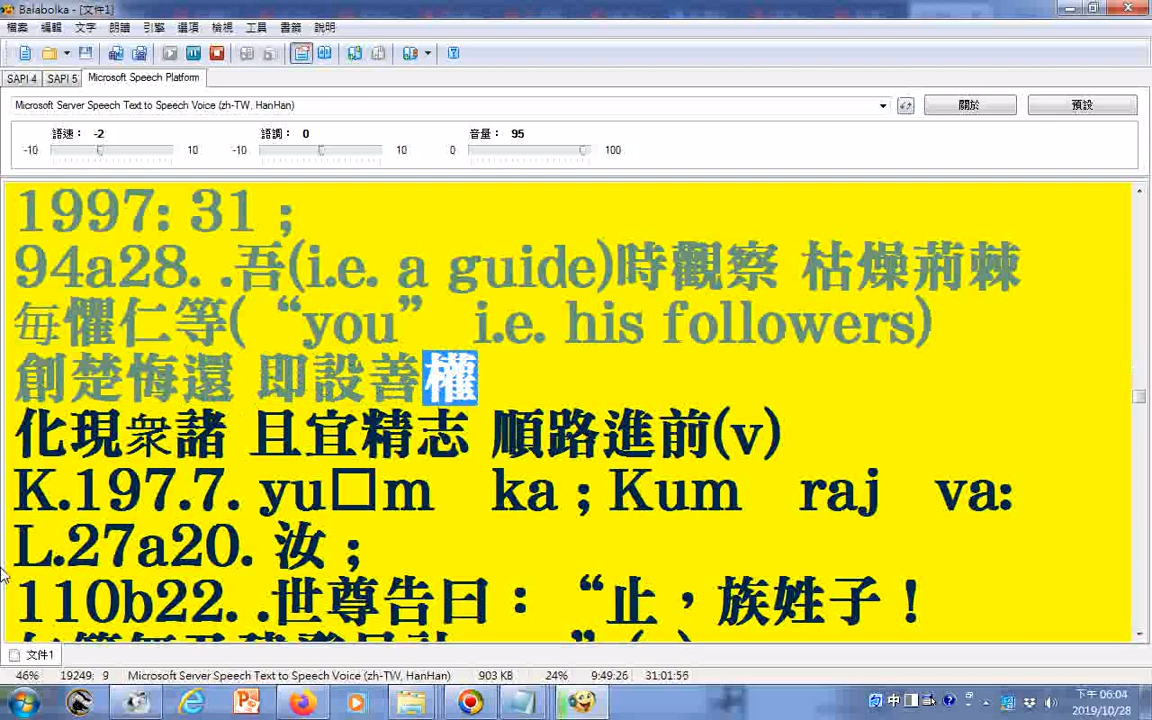 Balabolka - [文件1]
檔案 編輯 文字 朗讀 引擎 選項 檢視 工具 書籤 說明
SAPI 4 SAPI 5 Microsoft Speech Platform
Microsoft Server Speech Text to Speech Voice (zh-TW, HanHan) 關於 預設
語速： -2 語調： 0 音量： 95
-10 10 -10 10 0 100
1997: 31；
94a28. .吾(i.e. a guide)時觀察 枯燥荊棘
每懼仁等(“you” i.e. his followers)
創楚悔還 即設善權
化現衆諸 且宜精志 順路進前(v)
K.197.7. yu□m ka；Kum raj va:
L.27a20. 汝；
110b22. .世尊告曰：“止，族姓子！
文件1
46% 19249: 9 Microsoft Server Speech Text to Speech Voice (zh-TW, HanHan) 903 KB 24% 9:49:26 31:01:56
中
下午 06:04
2019/10/28